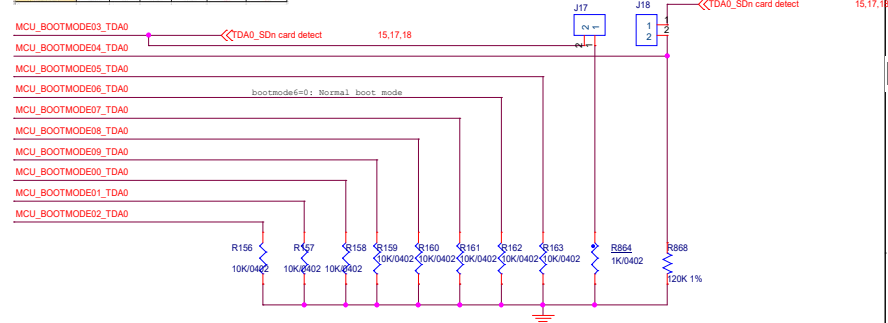 J17
J18
TDA0_SDn card detect 15,17,18
MCU_BOOTMODE03_TDA0
TDA0_SDn card detect 15,17,18
2 1
1
2
1
2
2 1
MCU_BOOTMODE04_TDA0
MCU_BOOTMODE05_TDA0
MCU_BOOTMODE06_TDA0
bootmode6=0: Normal boot mode
MCU_BOOTMODE07_TDA0
MCU_BOOTMODE08_TDA0
MCU_BOOTMODE09_TDA0
MCU_BOOTMODE00_TDA0
MCU_BOOTMODE01_TDA0
MCU_BOOTMODE02_TDA0
R156 R157 R158 R159 R160 R161 R162 R163 R864 R868
10K/0402 10K/0402 10K/0402 10K/0402 10K/0402 10K/0402 10K/0402 10K/0402 1K/0402
120K 1%